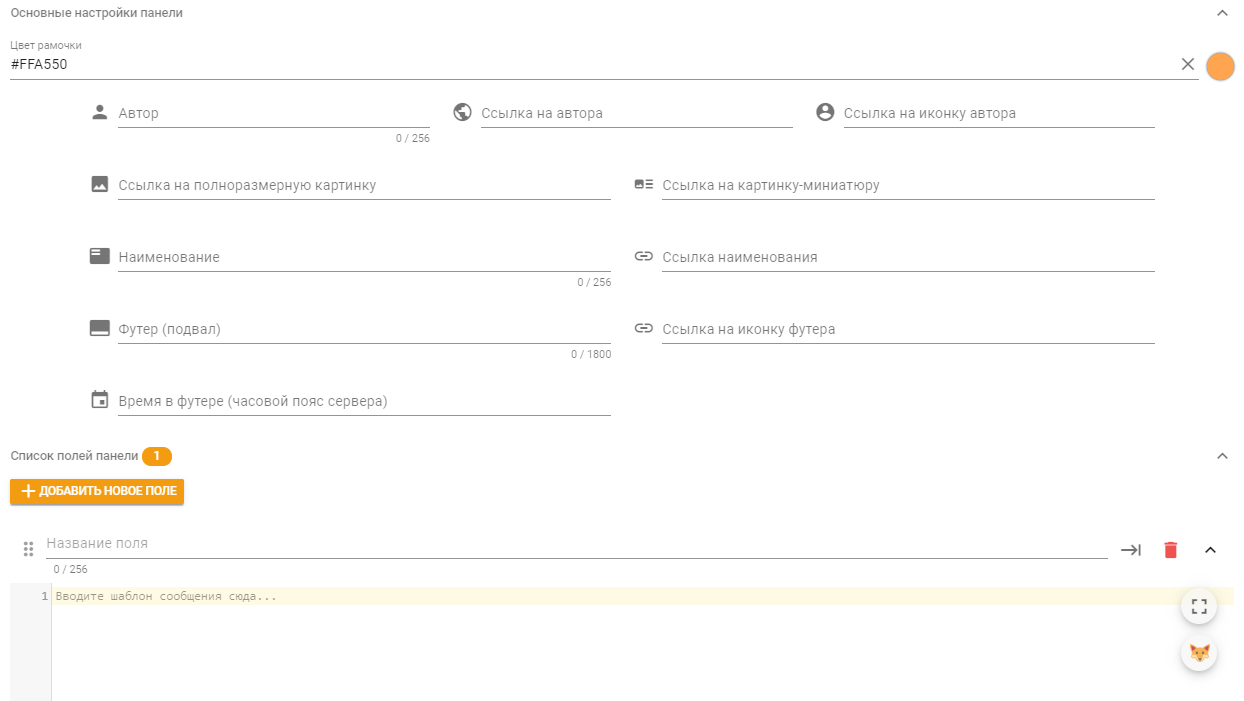 Основные настройки панели
Цвет рамочки
#FFA550
Автор
0 / 256
Ссылка на автора
Ссылка на иконку автора
Ссылка на полноразмерную картинку
Ссылка на картинку-миниатюру
Наименование
0 / 256
Ссылка наименования
Футер (подвал)
0 / 1800
Ссылка на иконку футера
Время в футере (часовой пояс сервера)
Список полей панели 1
ДОБАВИТЬ НОВОЕ ПОЛЕ
Название поля
0 / 256
1 Вводите шаблон сообщения сюда...